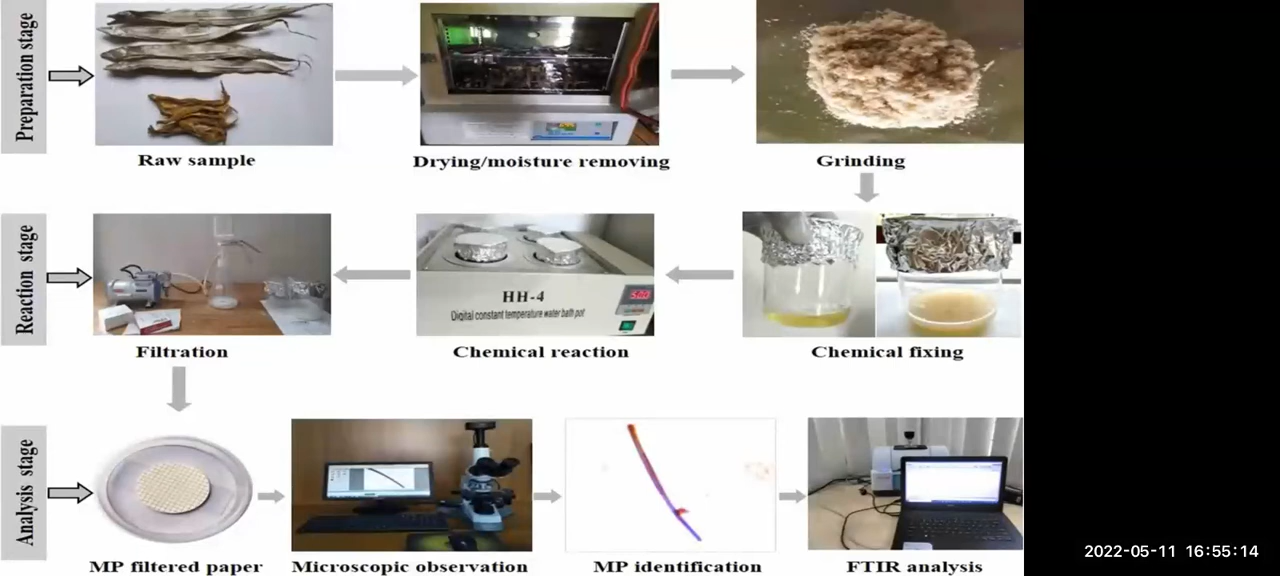 Preparation stage
Raw sample
Drying/moisture removing
Grinding
Reaction stage
HH-4
Digital constant temperature water bath pot
Filtration
Chemical reaction
Chemical fixing
Analysis stage
MP filtered paper
Microscopic observation
MP identification
FTIR analysis
2022-05-11 16:55:14